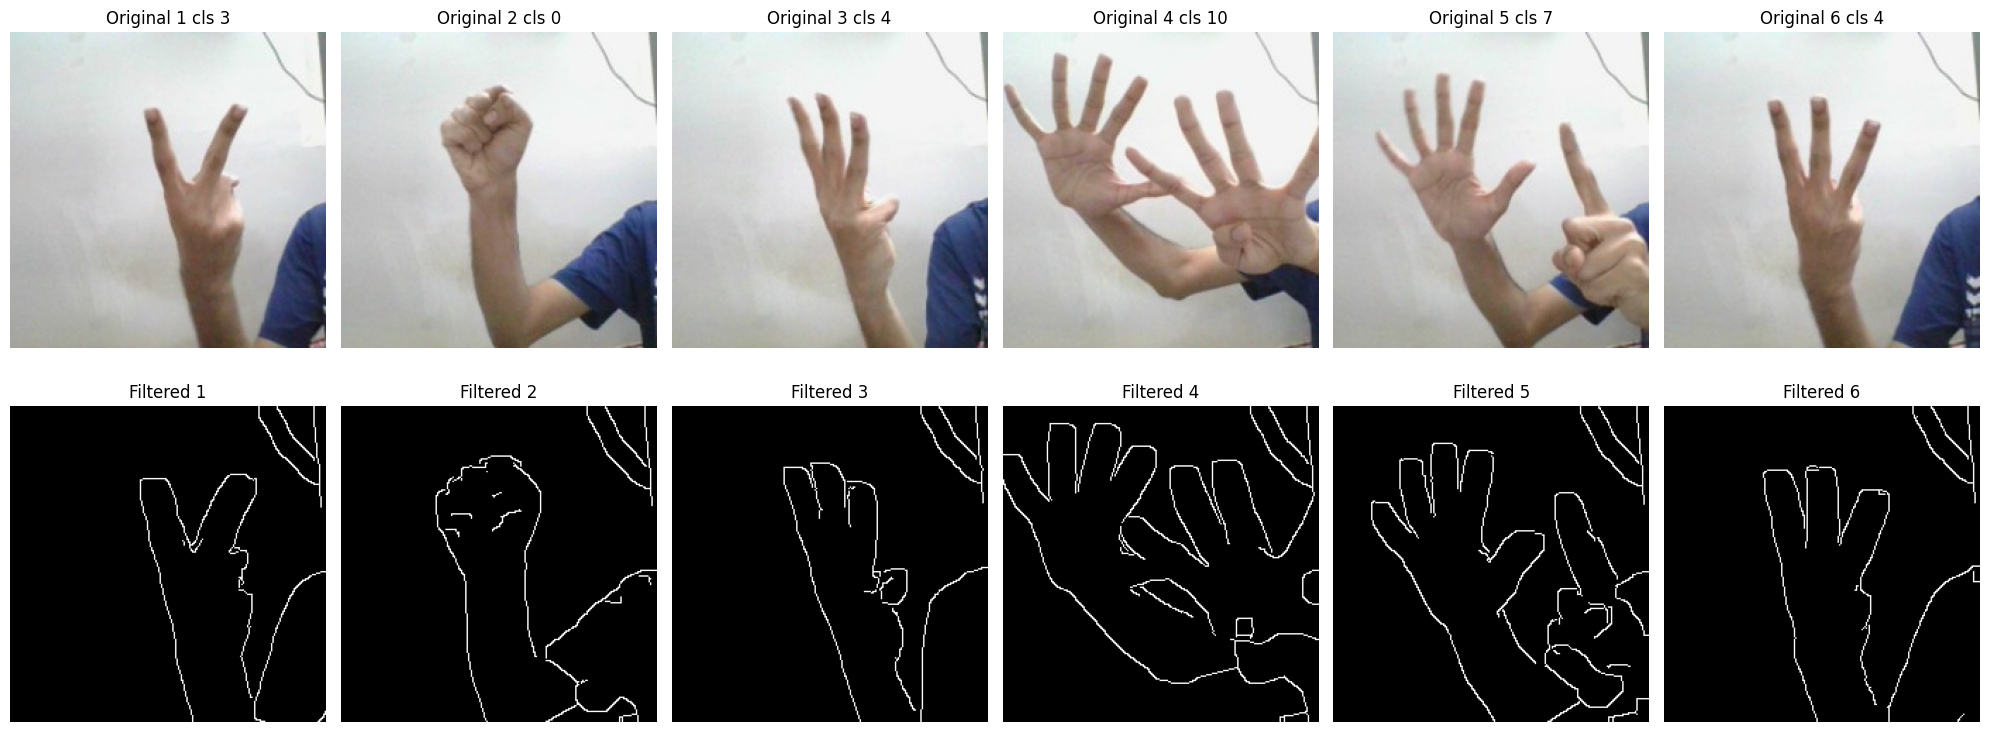 Original 1 cls 3
Original 2 cls 0
Original 3 cls 4
Original 4 cls 10
Original 5 cls 7
Original 6 cls 4
Filtered 1
Filtered 2
Filtered 3
Filtered 4
Filtered 5
Filtered 6